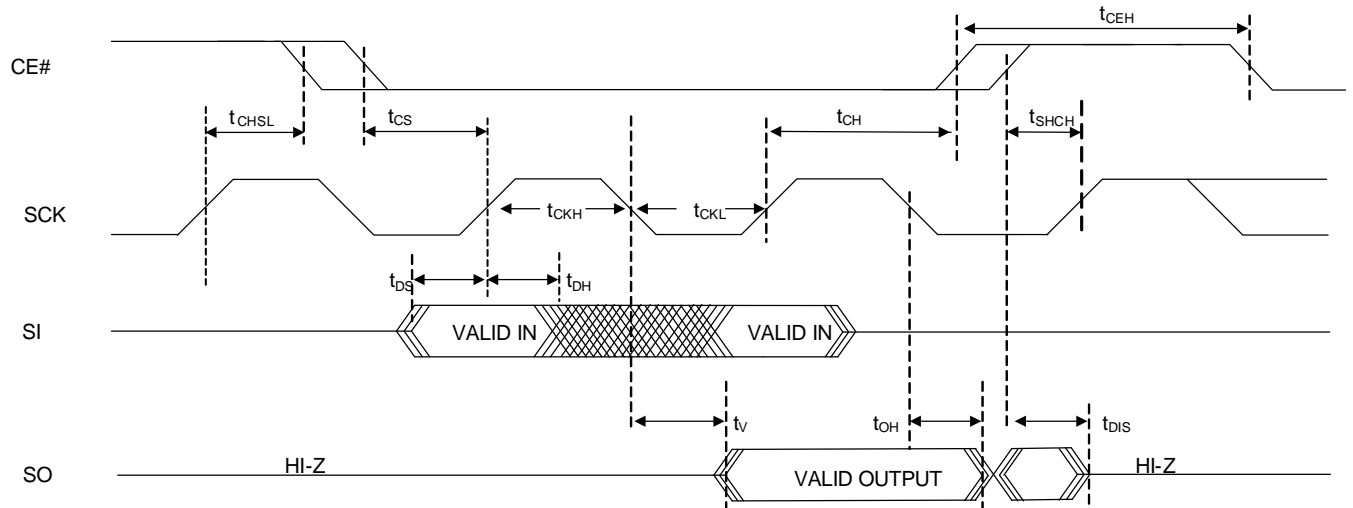 tCEH
CE#
tCHSL
tCS
tCH
tSHCH
SCK
tCKH
tCKL
tDS
tDH
SI
VALID IN
VALID IN
tV
tOH
tDIS
SO
HI-Z
VALID OUTPUT
HI-Z